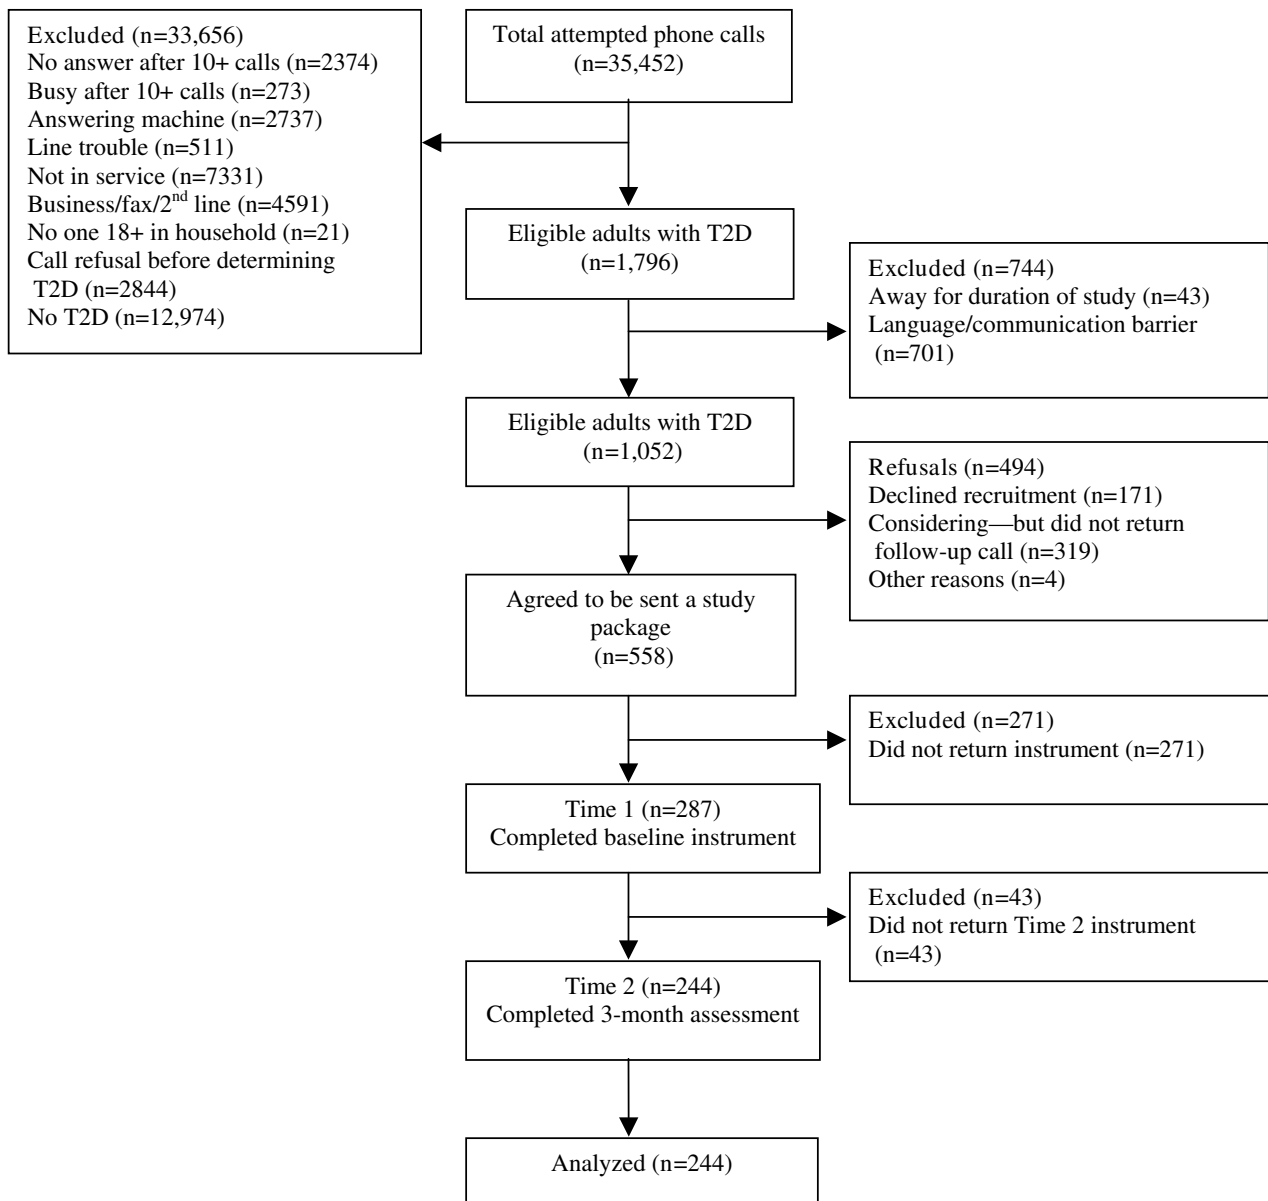 Excluded (n=33,656)
No answer after 10+ calls (n=2374)
Busy after 10+ calls (n=273)
Answering machine (n=2737)
Line trouble (n=511)
Not in service (n=7331)
Business/fax/2nd line (n=4591)
No one 18+ in household (n=21)
Call refusal before determining
T2D (n=2844)
No T2D (n=12,974)
Total attempted phone calls
(n=35,452)
Eligible adults with T2D
(n=1,796)
Excluded (n=744)
Away for duration of study (n=43)
Language/communication barrier
(n=701)
Eligible adults with T2D
(n=1,052)
Refusals (n=494)
Declined recruitment (n=171)
Considering—but did not return
follow-up call (n=319)
Other reasons (n=4)
Agreed to be sent a study
package
(n=558)
Excluded (n=271)
Did not return instrument (n=271)
Time 1 (n=287)
Completed baseline instrument
Excluded (n=43)
Did not return Time 2 instrument
(n=43)
Time 2 (n=244)
Completed 3-month assessment
Analyzed (n=244)